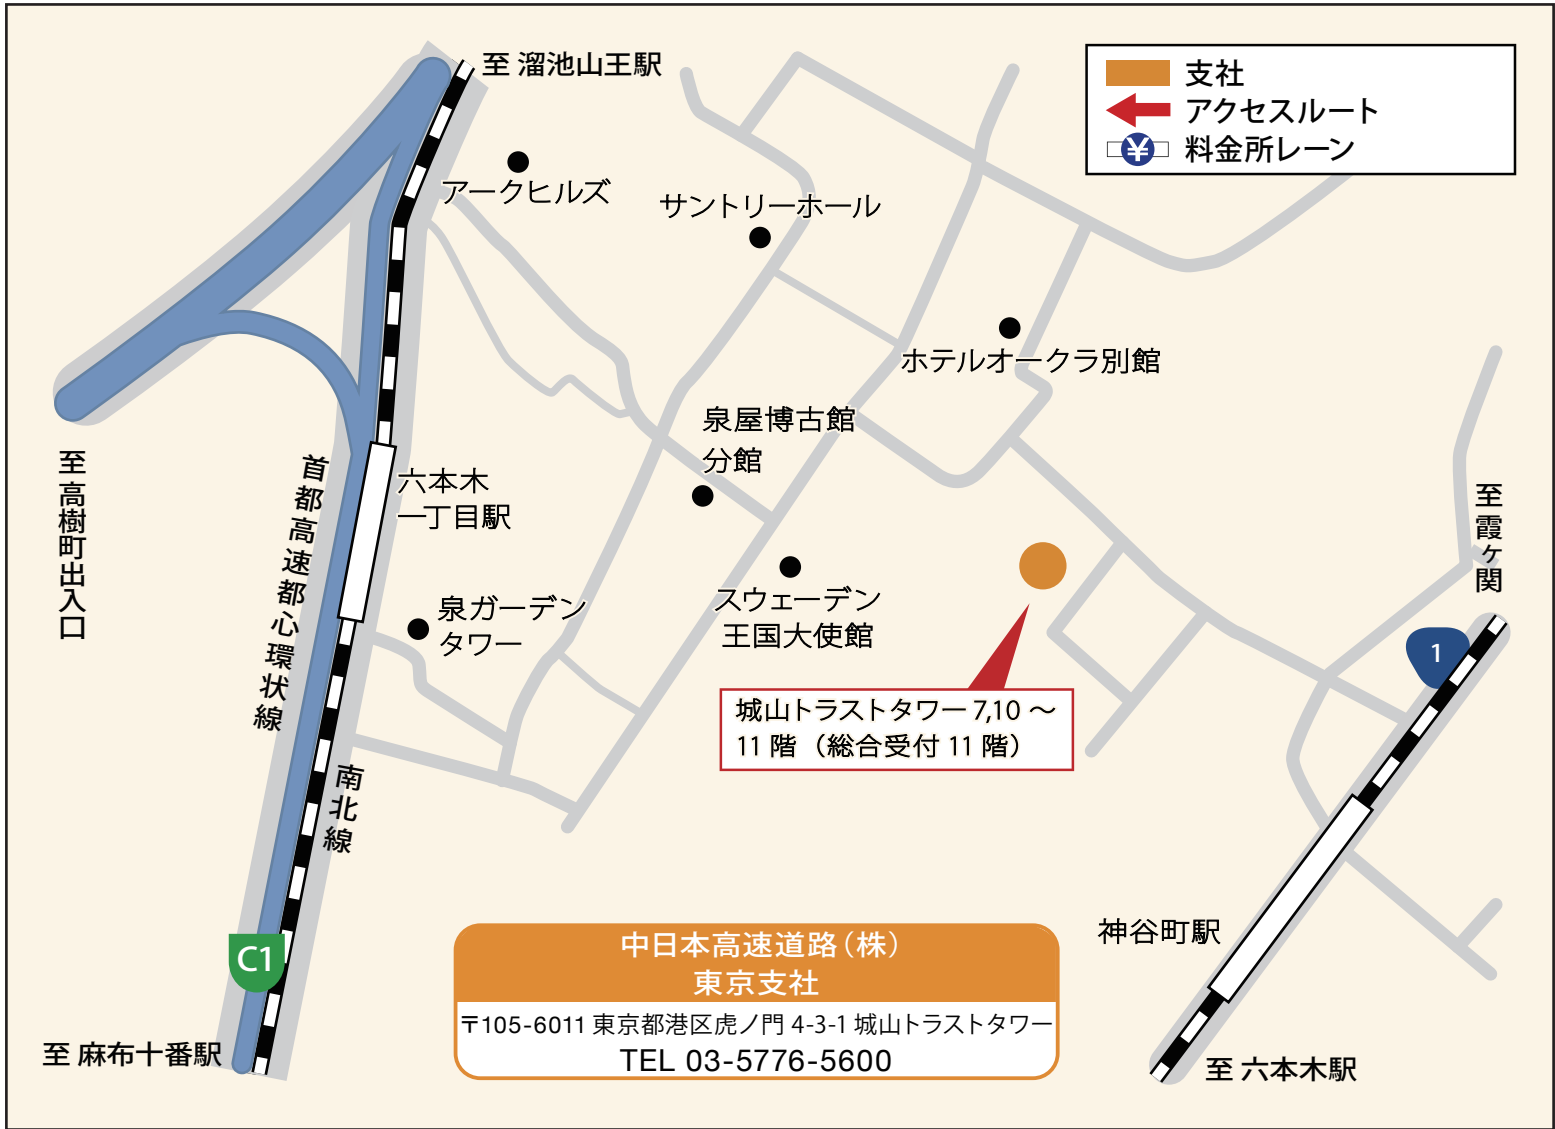 至 溜池山王駅
支社
アクセスルート
料金所レーン
アークヒルズ
サントリーホール
ホテルオークラ別館
泉屋博古館
分館
至 高樹町出入口
首都高速都心環状線
六本木
一丁目駅
至 霞ヶ関
泉ガーデン
タワー
スウェーデン
王国大使館
1
城山トラストタワー 7,10 ～
11 階（総合受付 11 階）
南北線
神谷町駅
C1
中日本高速道路（株）
東京支社
〒105-6011 東京都港区虎ノ門 4-3-1 城山トラストタワー
TEL 03-5776-5600
至 麻布十番駅
至 六本木駅